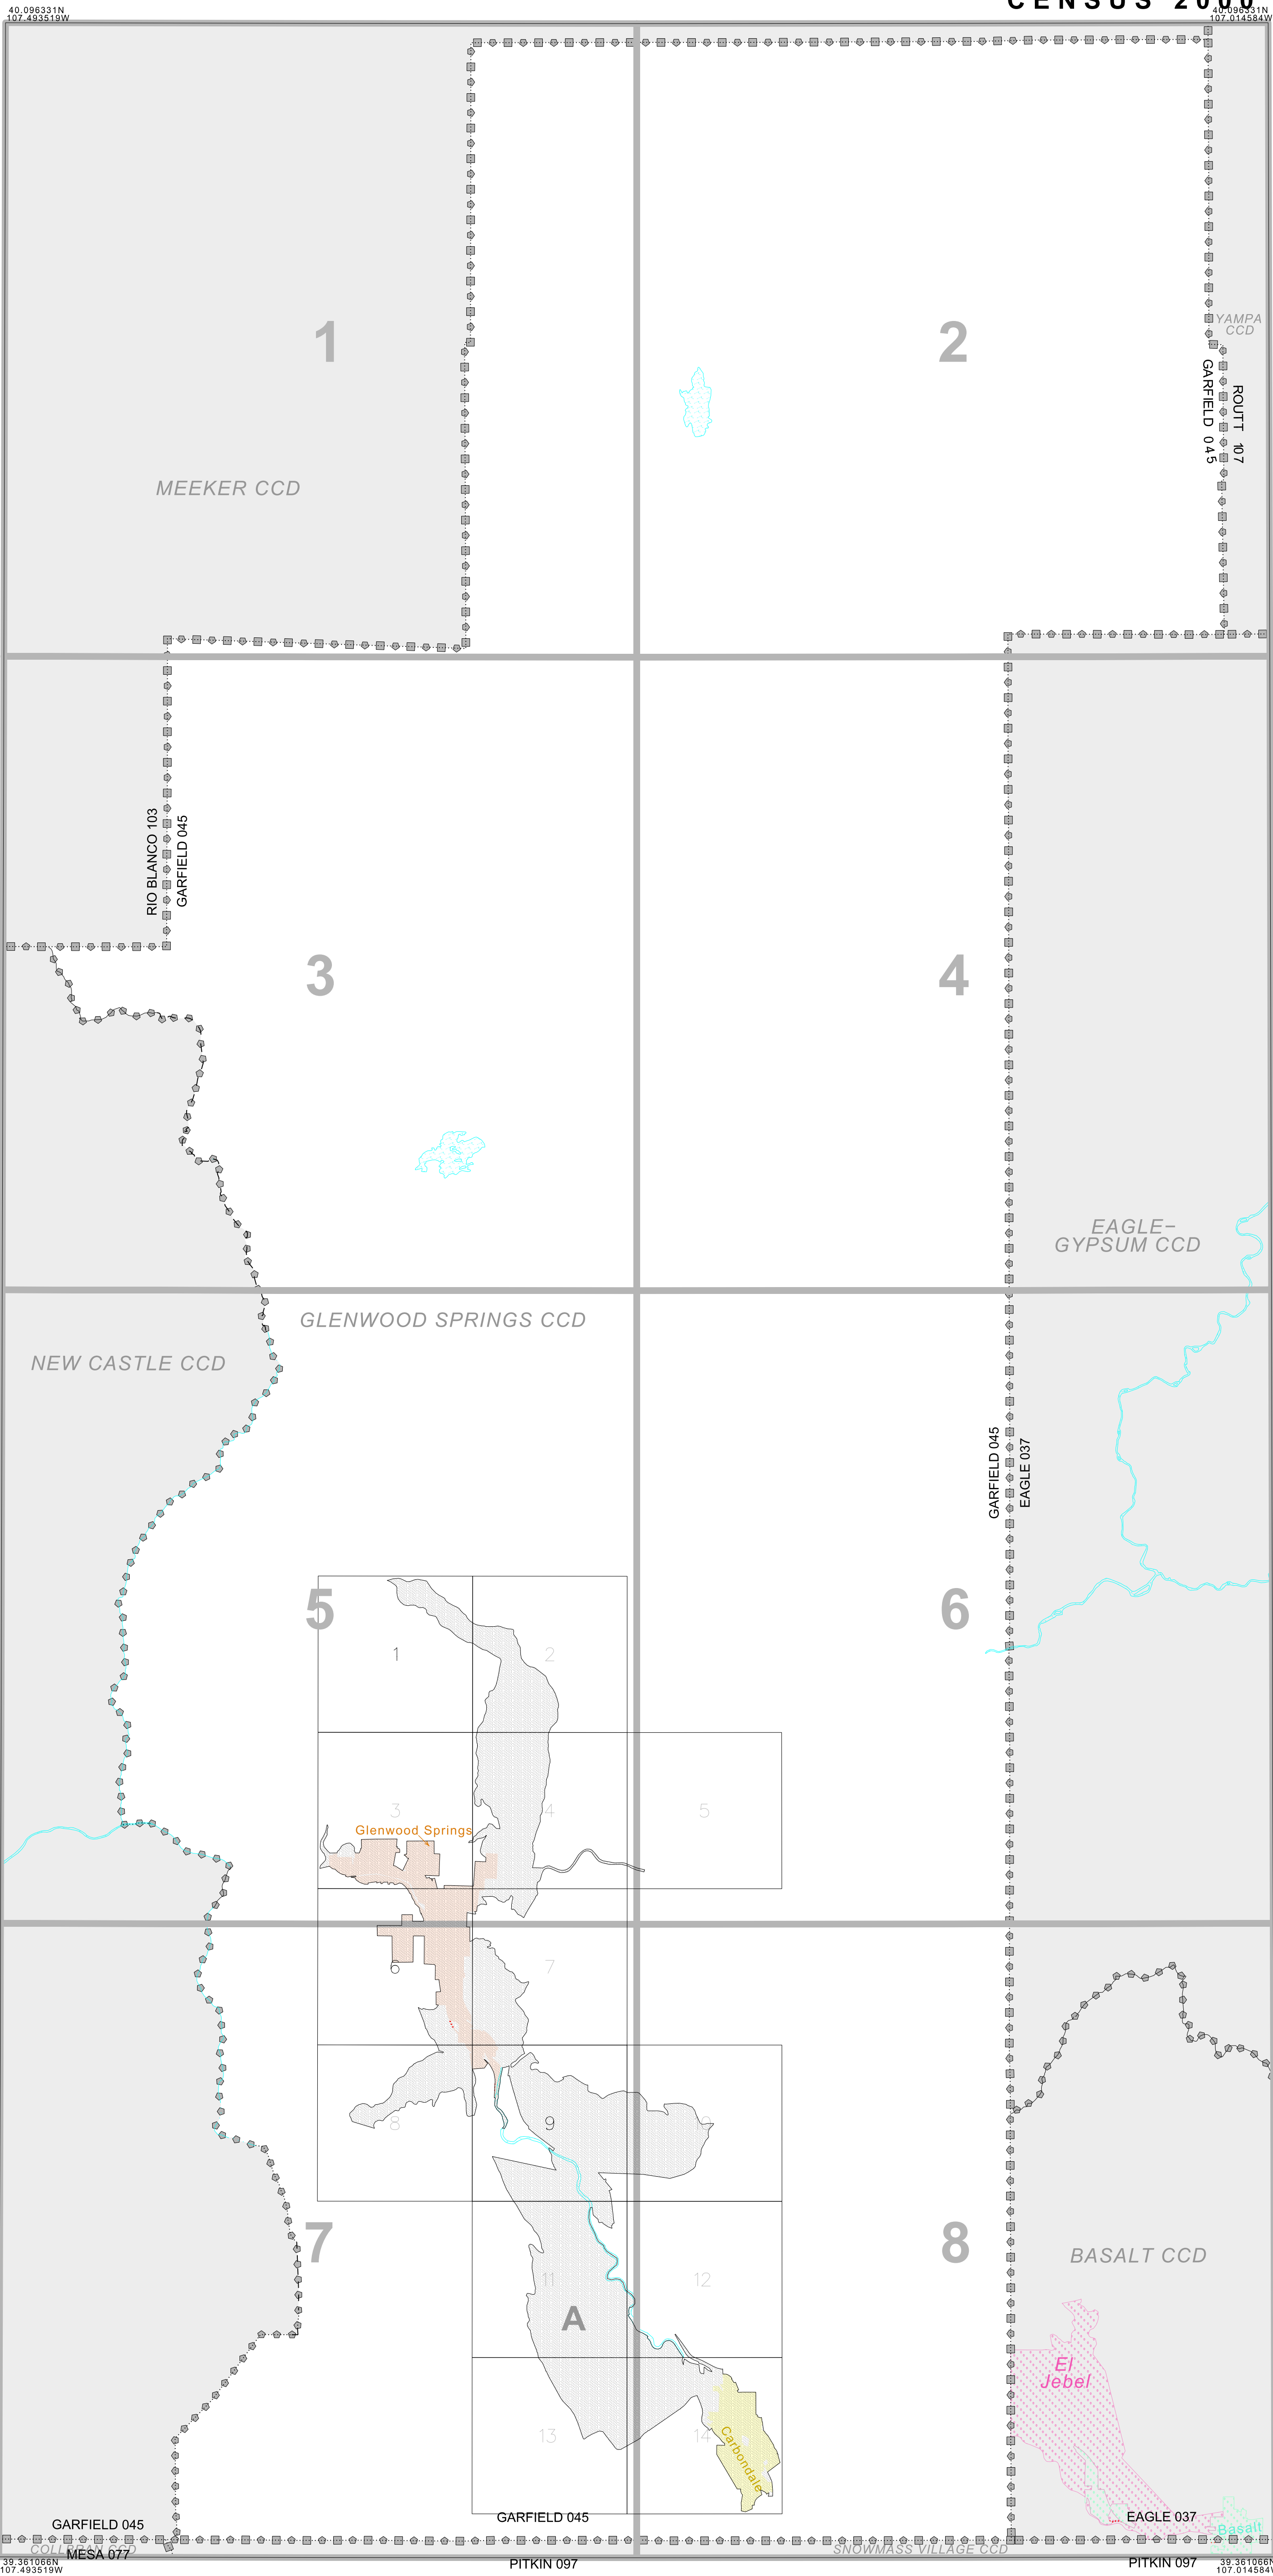 CENSUS 2000
40.096331N
107.493519W
40.096331N
107.014584W
1
2
YAMPA
CCD
GARFIELD 045
ROUTT 107
MEEKER CCD
RIO BLANCO 103
GARFIELD 045
3
4
EAGLE–
GYPSUM CCD
GLENWOOD SPRINGS CCD
NEW CASTLE CCD
GARFIELD 045
EAGLE 037
5
6
1
2
3
4
5
Glenwood Springs
6
7
8
9
10
7
8
BASALT CCD
11
12
A
El
Jebel
13
14
Carbondale
GARFIELD 045
GARFIELD 045
EAGLE 037
Basalt
COLLBRAN CCD
MESA 077
SNOWMASS VILLAGE CCD
39.361066N
107.493519W
PITKIN 097
PITKIN 097
39.361066N
107.014584W